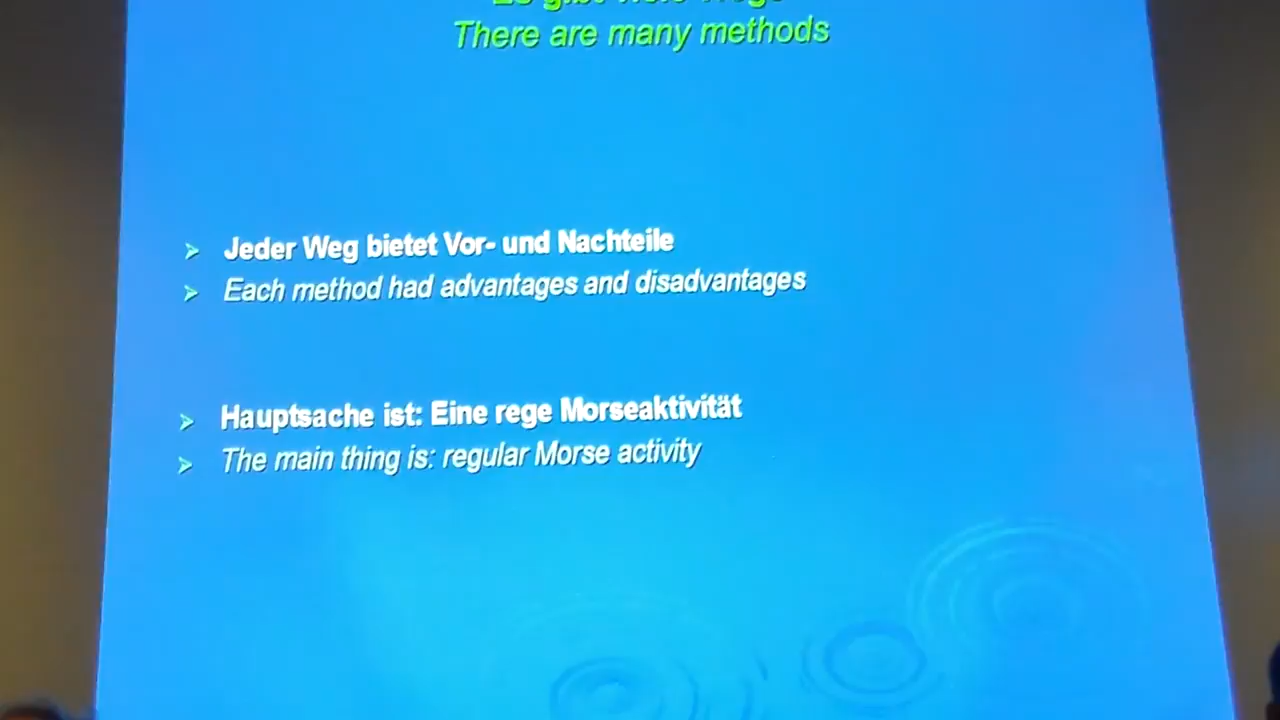 There are many methods
Jeder Weg bietet Vor- und Nachteile
Each method had advantages and disadvantages
Hauptsache ist: Eine rege Morseaktivität
The main thing is: regular Morse activity